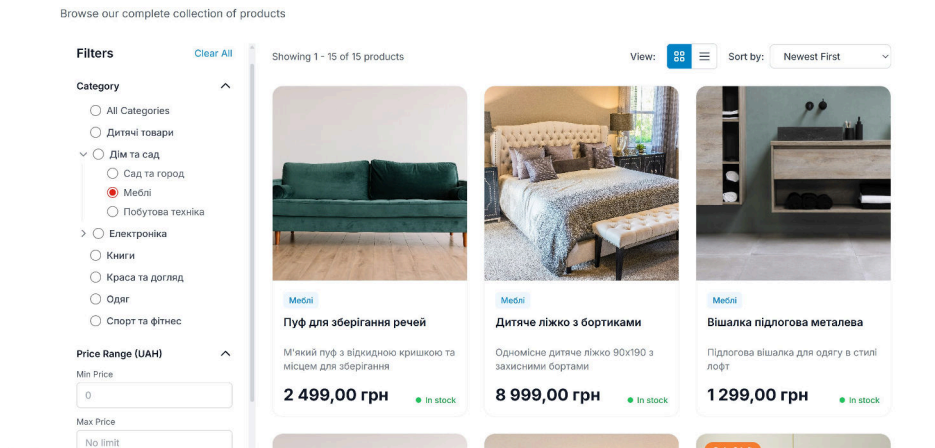 Browse our complete collection of products
Filters
Clear All
Category
All Categories
Дитячі товари
Дім та сад
Сад та город
Меблі
Побутова техніка
Електроніка
Книги
Краса та догляд
Одяг
Спорт та фітнес
Price Range (UAH)
Min Price
0
Max Price
No limit
Showing 1 - 15 of 15 products
View:
Sort by:
Newest First
Меблі
Пуф для зберігання речей
М'який пуф з відкидною кришкою та
місцем для зберігання
2 499,00 грн
In stock
Меблі
Дитяче ліжко з бортиками
Одномісне дитяче ліжко 90х190 з
захисними бортами
8 999,00 грн
In stock
Меблі
Вішалка підлогова металева
Підлогова вішалка для одягу в стилі
лофт
1 299,00 грн
In stock